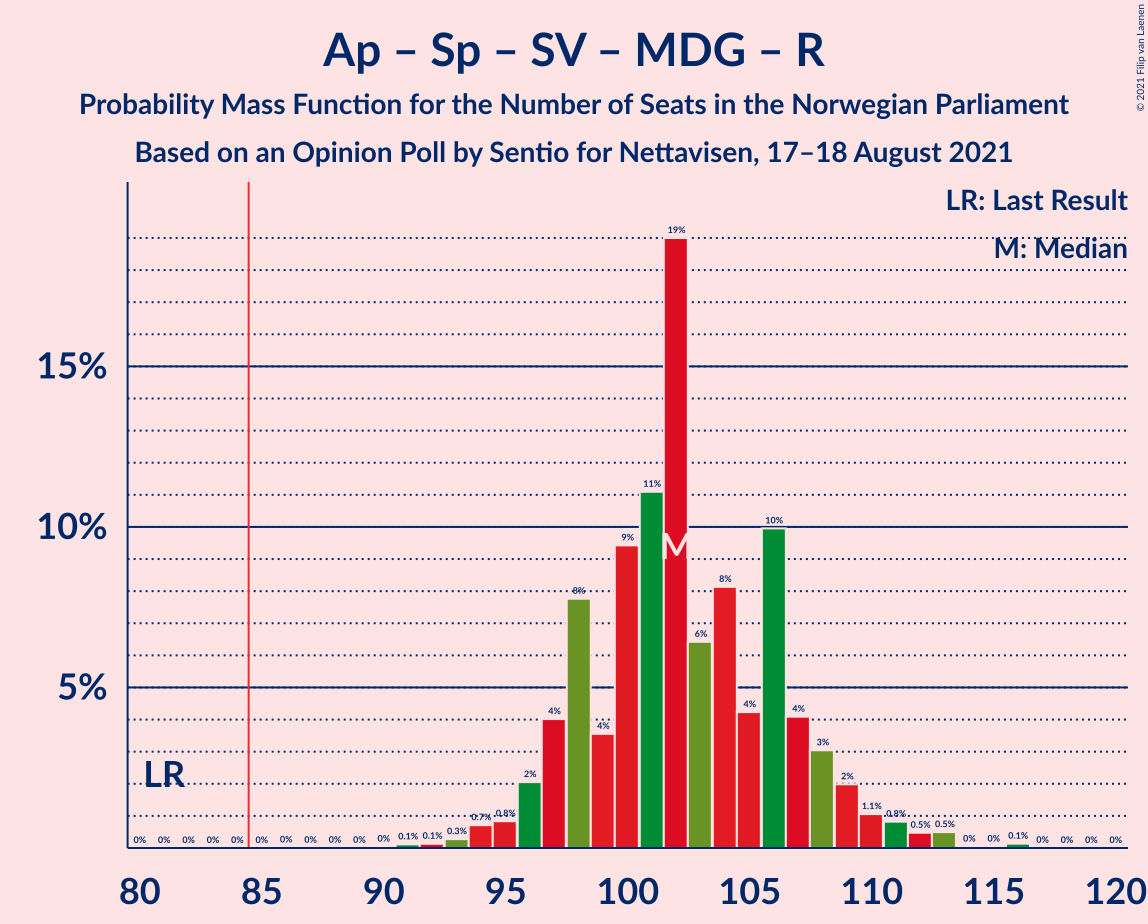 Ap – Sp – SV – MDG – R
Probability Mass Function for the Number of Seats in the Norwegian Parliament
Based on an Opinion Poll by Sentio for Nettavisen, 17–18 August 2021
© 2021 Filip van Laenen
LR: Last Result
M: Median
15%
10%
5%
LR
M
0% 0% 0% 0% 0% 0% 0% 0% 0% 0% 0% 0.1% 0.1% 0.3% 0.7% 0.8% 2% 4% 8% 4% 9% 11% 19% 6% 8% 4% 10% 4% 3% 2% 1.1% 0.8% 0.5% 0.5% 0% 0% 0.1% 0% 0% 0% 0%
80 85 90 95 100 105 110 115 120